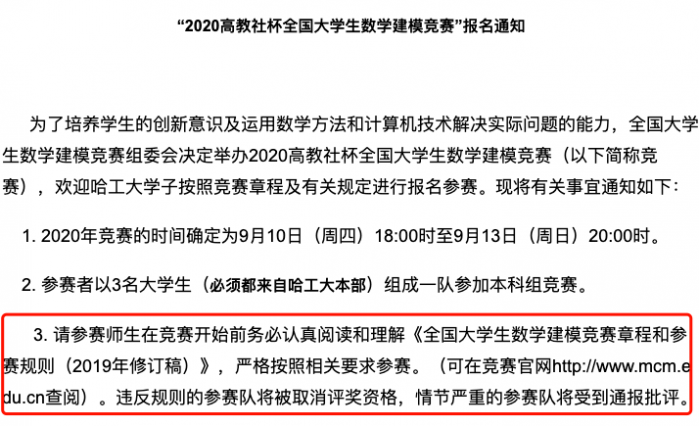 “2020高教社杯全国大学生数学建模竞赛”报名通知
为了培养学生的创新意识及运用数学方法和计算机技术解决实际问题的能力，全国大学
生数学建模竞赛组委会决定举办2020高教社杯全国大学生数学建模竞赛（以下简称竞
赛），欢迎哈工大学子按照竞赛章程及有关规定进行报名参赛。现将有关事宜通知如下：
1. 2020年竞赛的时间确定为9月10日（周四）18:00时至9月13日（周日）20:00时。
2. 参赛者以3名大学生（必须都来自哈工大本部）组成一队参加本科组竞赛。
3. 请参赛师生在竞赛开始前务必认真阅读和理解《全国大学生数学建模竞赛章程和参
赛规则（2019年修订稿）》，严格按照相关要求参赛。（可在竞赛官网http://www.mcm.e
du.cn查阅）。违反规则的参赛队将被取消评奖资格，情节严重的参赛队将受到通报批评。